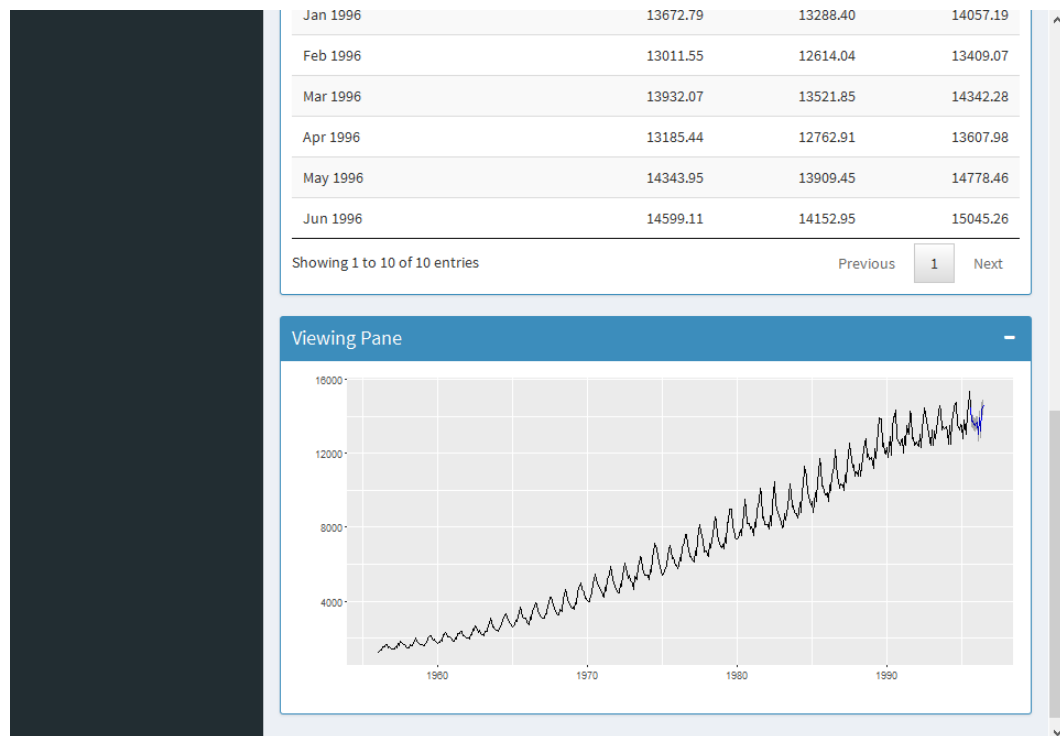 Jan 1996 13672.79 13288.40 14057.19
Feb 1996 13011.55 12614.04 13409.07
Mar 1996 13932.07 13521.85 14342.28
Apr 1996 13185.44 12762.91 13607.98
May 1996 14343.95 13909.45 14778.46
Jun 1996 14599.11 14152.95 15045.26
Showing 1 to 10 of 10 entries Previous 1 Next
Viewing Pane
16000
12000
8000
4000
1960 1970 1980 1990